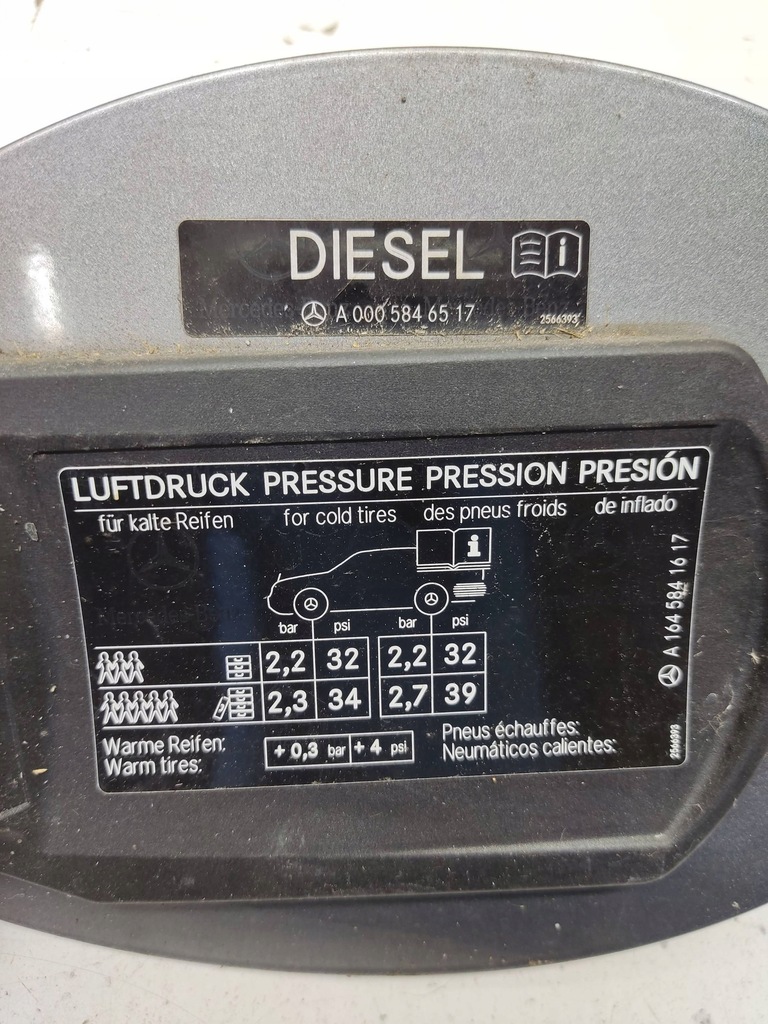 DIESEL
A 000 584 65 17
2566393
LUFTDRUCK PRESSURE PRESSION PRESIÓN
für kalte Reifen for cold tires des pneus froids de inflado
bar psi bar psi
2,2 32 2,2 32
2,3 34 2,7 39
Warme Reifen: + 0,3 bar + 4 psi Pneus échauffes:
Warm tires: Neumáticos calientes:
A 164 584 16 17
2566393